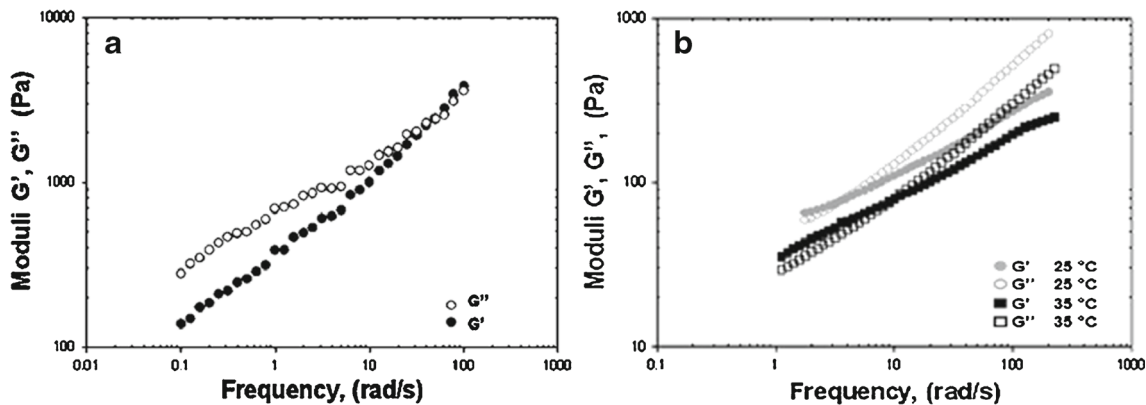 a
Moduli G', G'' (Pa)
10000
1000
100
0.01
0.1
1
10
100
1000
Frequency, (rad/s)
G''
G'
b
Moduli G', G'', (Pa)
1000
100
10
0.1
1
10
100
1000
Frequency, (rad/s)
G' 25 °C
G'' 25 °C
G' 35 °C
G'' 35 °C